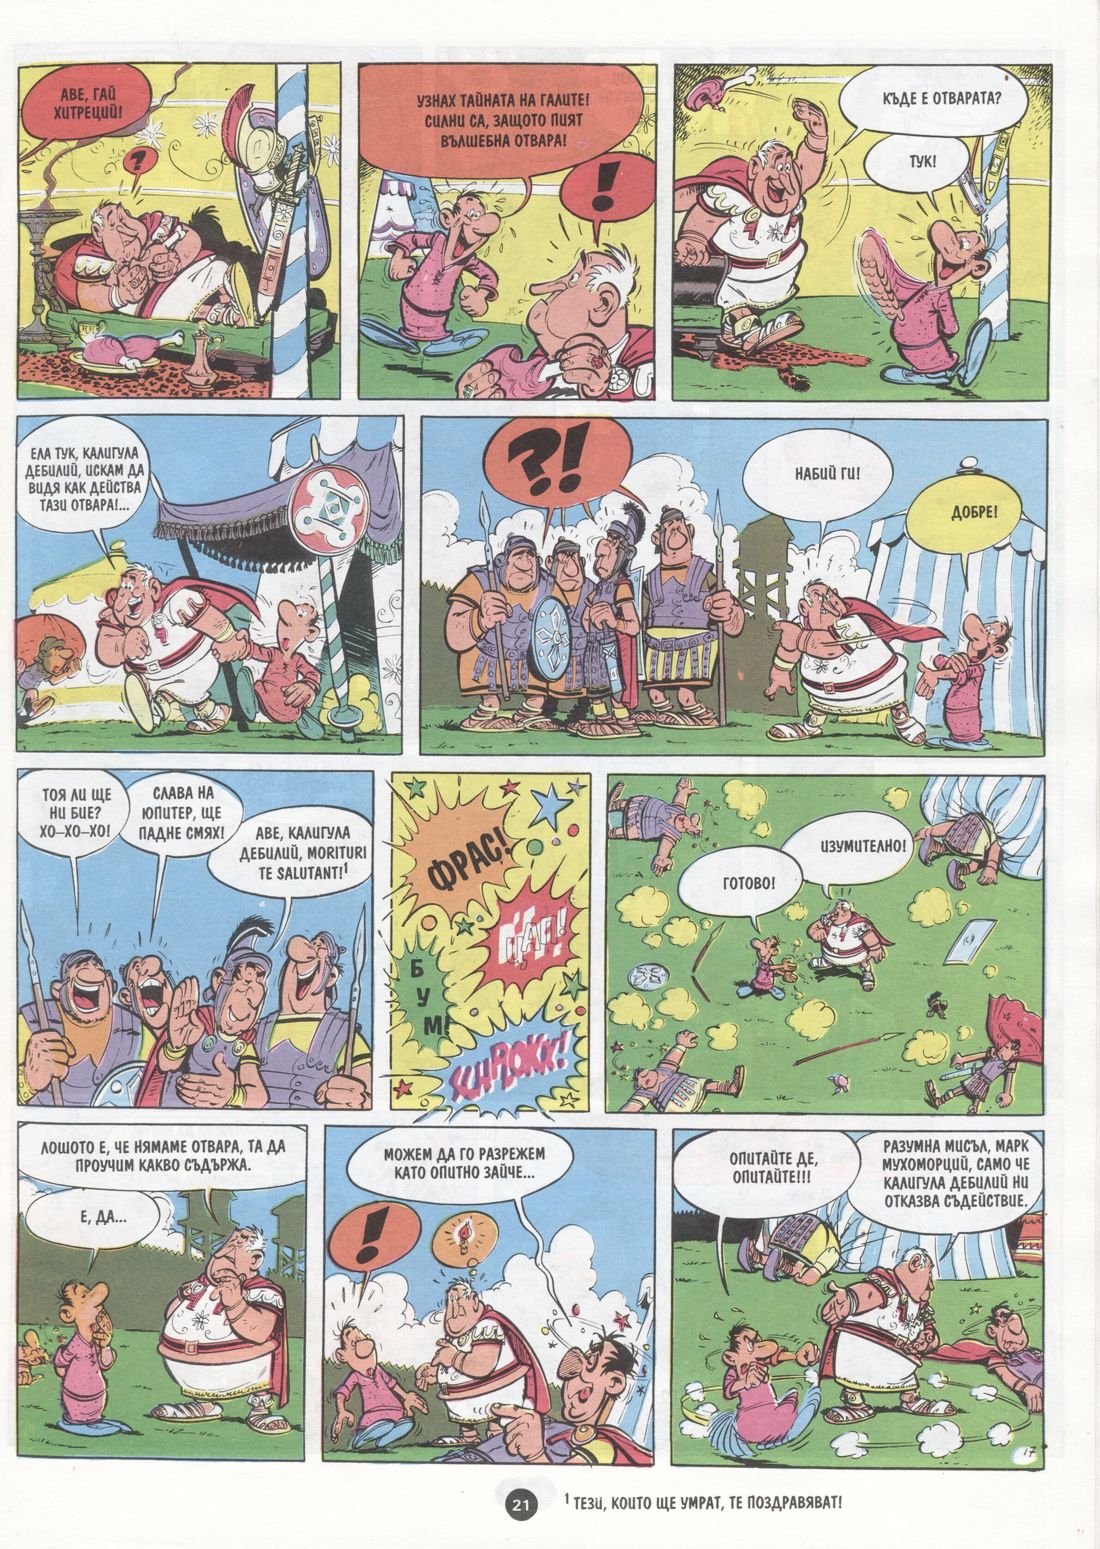 АВЕ, ГАЙ
ХИТРЕЦИЙ!
?
УЗНАХ ТАЙНАТА НА ГАЛИТЕ!
СИЛНИ СА, ЗАЩОТО ПИЯТ
ВЪЛШЕБНА ОТВАРА!
!
КЪДЕ Е ОТВАРАТА?
ТУК!
ЕЛА ТУК, КАЛИГУЛА
ДЕБИЛИЙ, ИСКАМ ДА
ВИДЯ КАК ДЕЙСТВА
ТАЗИ ОТВАРА!...
?!
НАБИЙ ГИ!
ДОБРЕ!
ТОЯ ЛИ ЩЕ
НИ БИЕ?
ХО-ХО-ХО!
СЛАВА НА
ЮПИТЕР, ЩЕ
ПАДНЕ СМЯХ!
АВЕ, КАЛИГУЛА
ДЕБИЛИЙ, MORITURI
TE SALUTANT!¹
ФРАС!
БУМ!
ГОТОВО!
ИЗУМИТЕЛНО!
ЛОШОТО Е, ЧЕ НЯМАМЕ ОТВАРА, ТА ДА
ПРОУЧИМ КАКВО СЪДЪРЖА.
Е, ДА...
МОЖЕМ ДА ГО РАЗРЕЖЕМ
КАТО ОПИТНО ЗАЙЧЕ...
!
ОПИТАЙТЕ ДЕ,
ОПИТАЙТЕ!!!
РАЗУМНА МИСЪЛ, МАРК
МУХОМОРЦИЙ, САМО ЧЕ
КАЛИГУЛА ДЕБИЛИЙ НИ
ОТКАЗВА СЪДЕЙСТВИЕ.
17
21
¹ ТЕЗИ, КОИТО ЩЕ УМРАТ, ТЕ ПОЗДРАВЯВАТ!